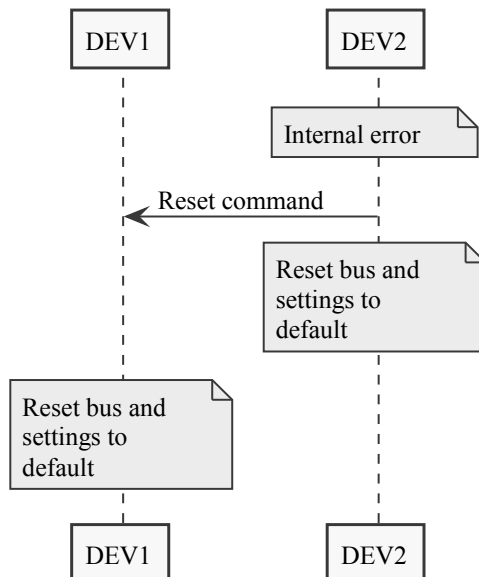 DEV1
DEV2
Internal error
Reset command
Reset bus and
settings to
default
Reset bus and
settings to
default
DEV1
DEV2